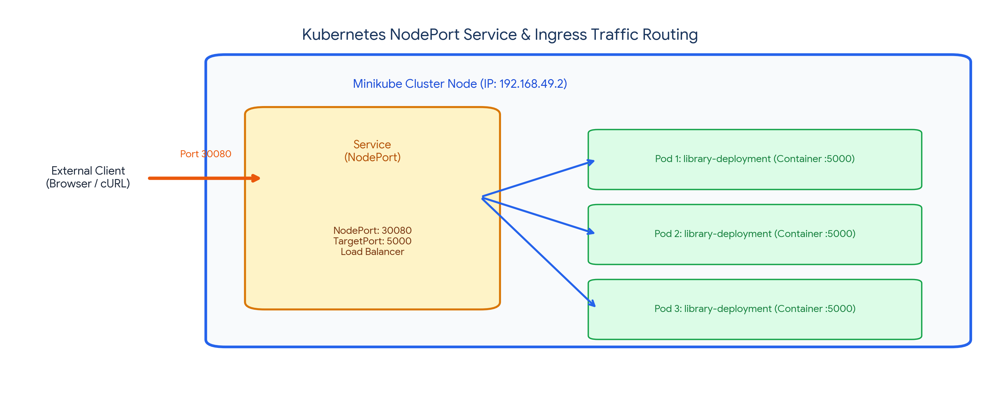 Kubernetes NodePort Service & Ingress Traffic Routing
Minikube Cluster Node (IP: 192.168.49.2)
Port 30080
External Client
(Browser / cURL)
Service
(NodePort)
NodePort: 30080
TargetPort: 5000
Load Balancer
Pod 1: library-deployment (Container :5000)
Pod 2: library-deployment (Container :5000)
Pod 3: library-deployment (Container :5000)